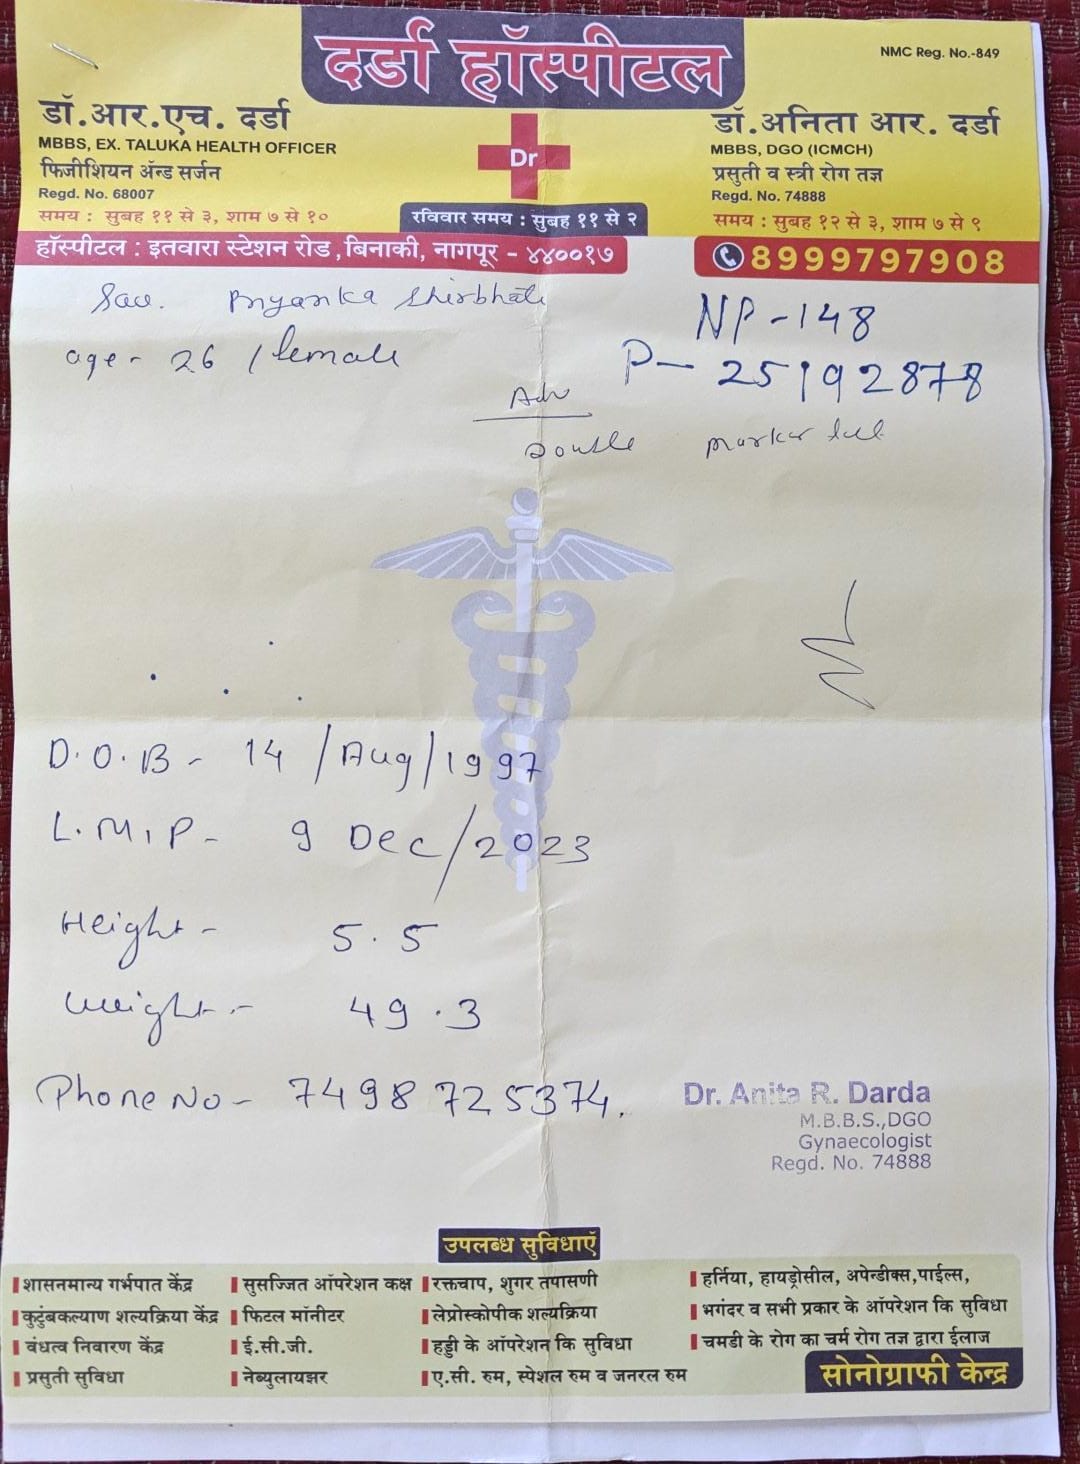 दर्डा हॉस्पीटल
NMC Reg. No.-849
डॉ.आर.एच. दर्डा
MBBS, EX. TALUKA HEALTH OFFICER
फिजीशियन ॲन्ड सर्जन
Regd. No. 68007
समय : सुबह ११ से ३, शाम ७ से १०
Dr
रविवार समय : सुबह ११ से २
डॉ.अनिता आर. दर्डा
MBBS, DGO (ICMCH)
प्रसुती व स्त्री रोग तज्ञ
Regd. No. 74888
समय : सुबह १२ से ३, शाम ७ से ९
हॉस्पीटल : इतवारा स्टेशन रोड, बिनाकी, नागपूर - ४४००१७
8999797908
Sau. Priyanka Shirbhate
NP-148
age- 26 / female
P- 25192878
Adv
Double marker
D.O.B - 14 /Aug/1997
L.M.P - 9 Dec/2023
Height - 5.5
weight - 49.3
Phone No - 7498725374.
Dr. Anita R. Darda
M.B.B.S.,DGO
Gynaecologist
Regd. No. 74888
उपलब्ध सुविधाएँ
शासनमान्य गर्भपात केंद्र
कुटुंबकल्याण शल्यक्रिया केंद्र
वंधत्व निवारण केंद्र
प्रसुती सुविधा
सुसज्जित ऑपरेशन कक्ष
फिटल मॉनीटर
ई.सी.जी.
नेब्युलायझर
रक्तचाप, शुगर तपासणी
लेप्रोस्कोपीक शल्यक्रिया
हड्डी के ऑपरेशन कि सुविधा
ए.सी. रुम, स्पेशल रुम व जनरल रुम
हर्निया, हायड्रोसील, अपेन्डीक्स,पाईल्स,
भगंदर व सभी प्रकार के ऑपरेशन कि सुविधा
चमडी के रोग का चर्म रोग तज्ञ द्वारा ईलाज
सोनोग्राफी केन्द्र